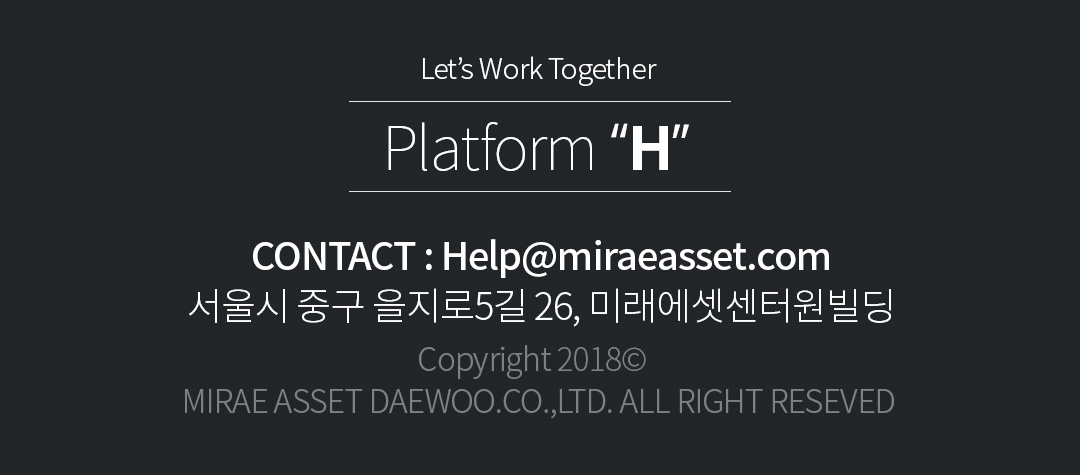 Let’s Work Together
Platform “H”
CONTACT : Help@miraeasset.com
서울시 중구 을지로5길 26, 미래에셋센터원빌딩
Copyright 2018©
MIRAE ASSET DAEWOO.CO.,LTD. ALL RIGHT RESEVED